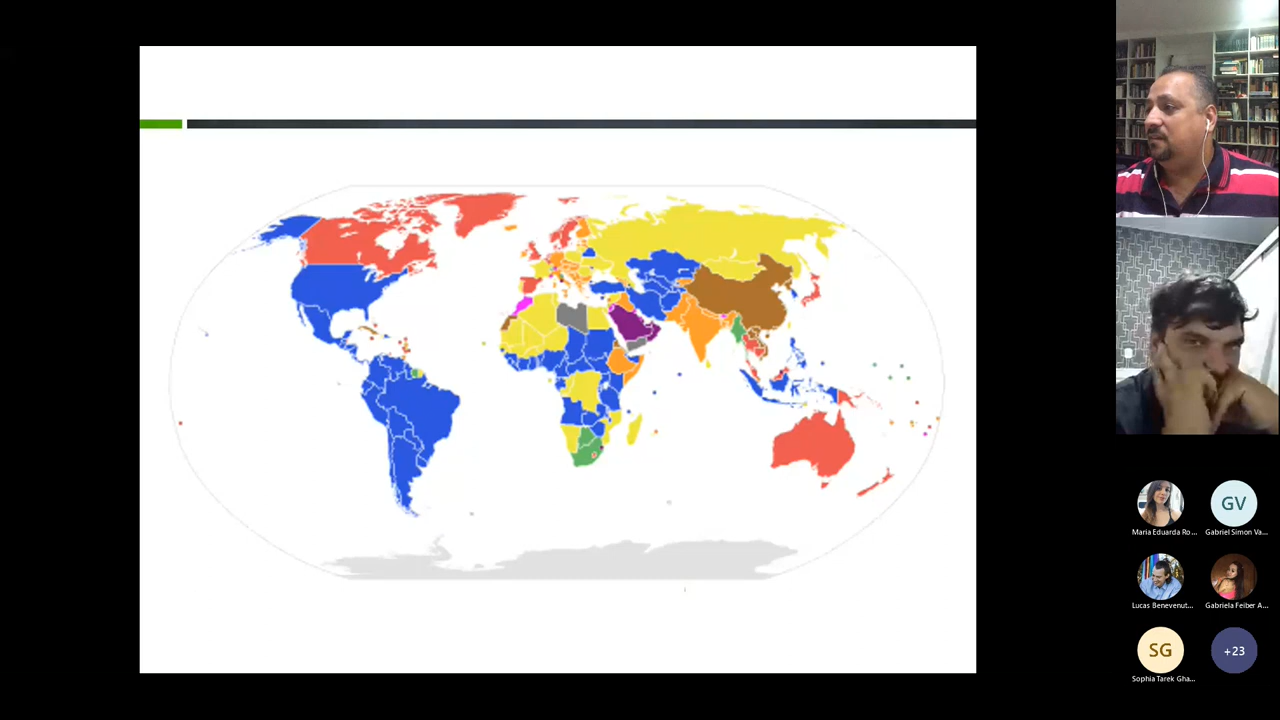 Maria Eduarda Ro...
GV
Gabriel Simon Va...
Lucas Benevenut...
Gabriela Feiber A...
SG
+23
Sophia Tarek Gha...